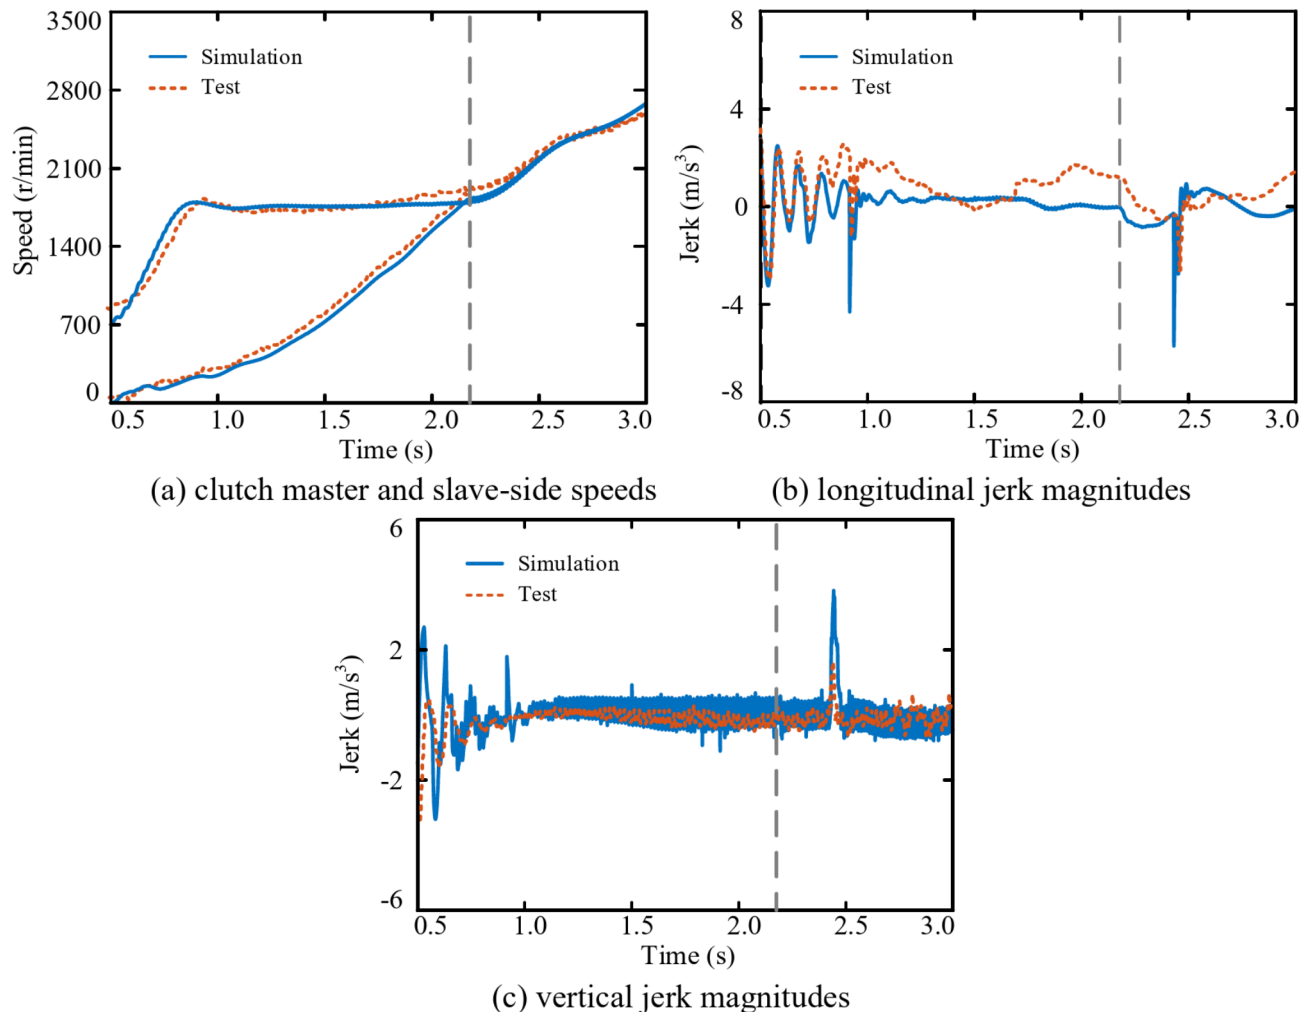 3500
2800
2100
1400
700
0
Speed (r/min)
Simulation
Test
0.5 1.0 1.5 2.0 2.5 3.0
Time (s)
(a) clutch master and slave-side speeds
8
4
0
-4
-8
Jerk (m/s³)
Simulation
Test
0.5 1.0 1.5 2.0 2.5 3.0
Time (s)
(b) longitudinal jerk magnitudes
6
2
-2
-6
Jerk (m/s³)
Simulation
Test
0.5 1.0 1.5 2.0 2.5 3.0
Time (s)
(c) vertical jerk magnitudes